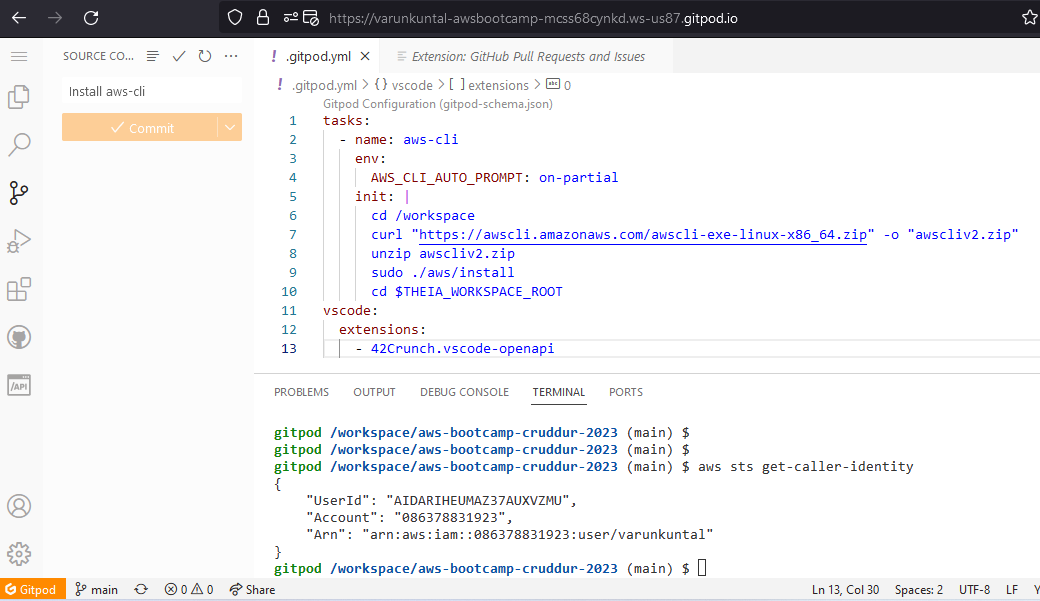 https://varunkuntal-awsbootcamp-mcss68cynkd.ws-us87.gitpod.io
SOURCE CO...
Install aws-cli
Commit
! .gitpod.yml
Extension: GitHub Pull Requests and Issues
! .gitpod.yml > {} vscode > [ ] extensions > abc 0
Gitpod Configuration (gitpod-schema.json)
1 tasks:
2   - name: aws-cli
3     env:
4       AWS_CLI_AUTO_PROMPT: on-partial
5     init: |
6       cd /workspace
7       curl "https://awscli.amazonaws.com/awscli-exe-linux-x86_64.zip" -o "awscliv2.zip"
8       unzip awscliv2.zip
9       sudo ./aws/install
10       cd $THEIA_WORKSPACE_ROOT
11 vscode:
12   extensions:
13     - 42Crunch.vscode-openapi
/API
PROBLEMS OUTPUT DEBUG CONSOLE TERMINAL PORTS
gitpod /workspace/aws-bootcamp-cruddur-2023 (main) $
gitpod /workspace/aws-bootcamp-cruddur-2023 (main) $
gitpod /workspace/aws-bootcamp-cruddur-2023 (main) $ aws sts get-caller-identity
{
    "UserId": "AIDARIHEUMAZ37AUXVZMU",
    "Account": "086378831923",
    "Arn": "arn:aws:iam::086378831923:user/varunkuntal"
}
gitpod /workspace/aws-bootcamp-cruddur-2023 (main) $
Gitpod main 0 0 Share Ln 13, Col 30 Spaces: 2 UTF-8 LF Y